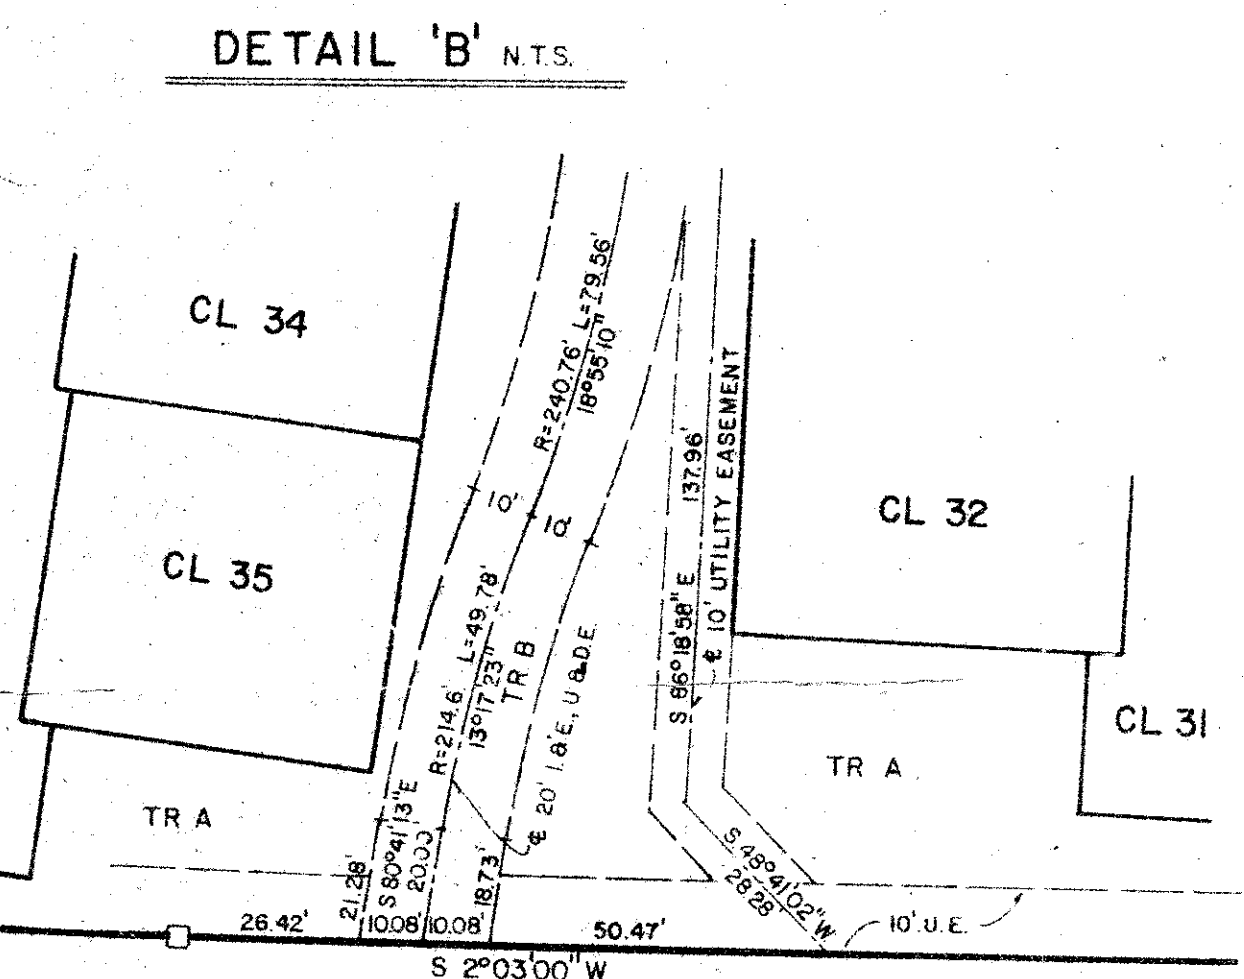 DETAIL 'B' N.T.S.
CL 34
R=240.76' L=79.56'
18°55'10"
CL 35
10'
10'
137.96'
S 86°18'58" E
℄ 10' UTILITY EASEMENT
CL 32
CL 31
R=214.6' L=49.78'
13°17'23"
TR B
℄ 20' I.&E., U.&D.E.
TR A
TR A
S 80°41'13" E
20.00'
21.28'
18.73'
S 48°41'02" W
28.28'
10' U.E.
26.42'
10.08'
10.08'
50.47'
S 2°03'00" W